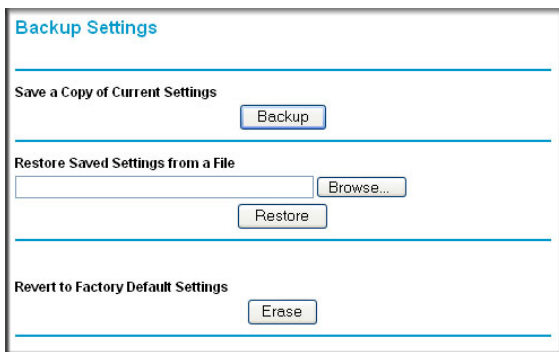 Backup Settings
Save a Copy of Current Settings
Backup
Restore Saved Settings from a File
Browse...
Restore
Revert to Factory Default Settings
Erase